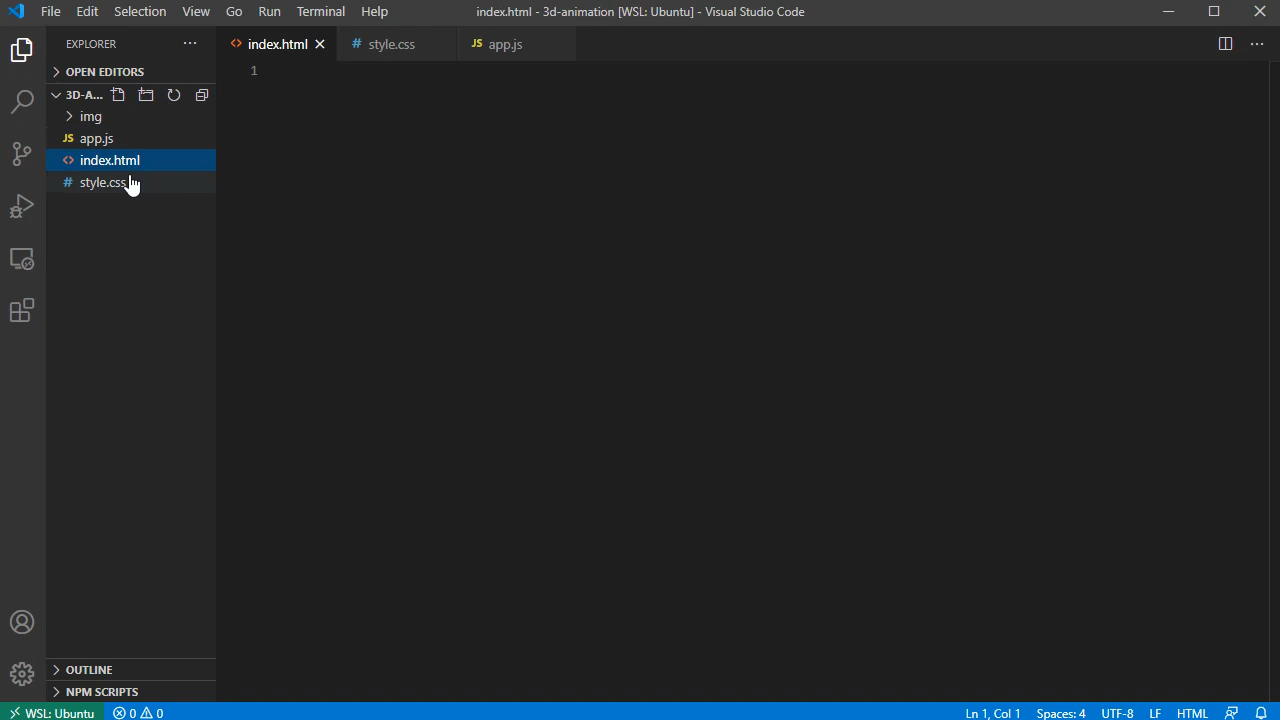 File Edit Selection View Go Run Terminal Help index.html - 3d-animation [WSL: Ubuntu] - Visual Studio Code
EXPLORER
index.html
# style.css
JS app.js
OPEN EDITORS
3D-A...
img
JS app.js
<> index.html
# style.css
OUTLINE
NPM SCRIPTS
1
WSL: Ubuntu 0 0 Ln 1, Col 1 Spaces: 4 UTF-8 LF HTML